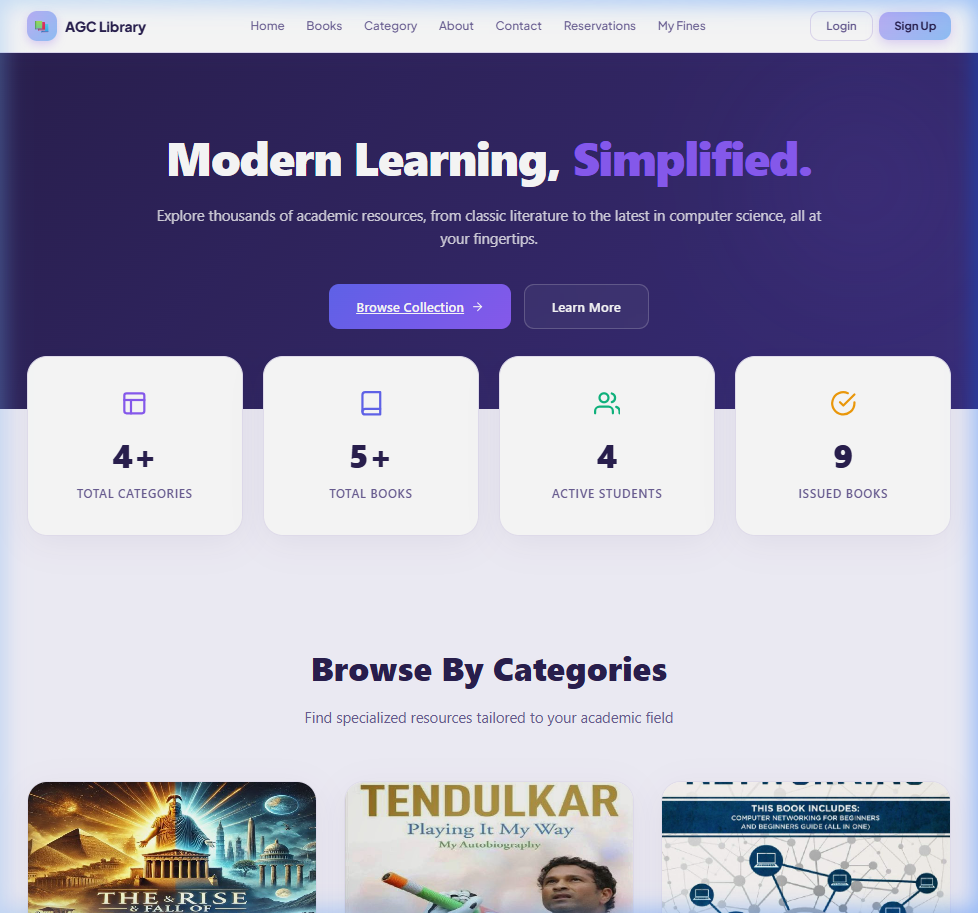 AGC Library
Home
Books
Category
About
Contact
Reservations
My Fines
Login
Sign Up
Modern Learning, Simplified.
Explore thousands of academic resources, from classic literature to the latest in computer science, all at
your fingertips.
Browse Collection →
Learn More
4+
TOTAL CATEGORIES
5+
TOTAL BOOKS
4
ACTIVE STUDENTS
9
ISSUED BOOKS
Browse By Categories
Find specialized resources tailored to your academic field
THE RISE
& FALL OF
TENDULKAR
Playing It My Way
My Autobiography
THIS BOOK INCLUDES:
COMPUTER NETWORKING FOR BEGINNERS
AND BEGINNERS GUIDE (ALL IN ONE)